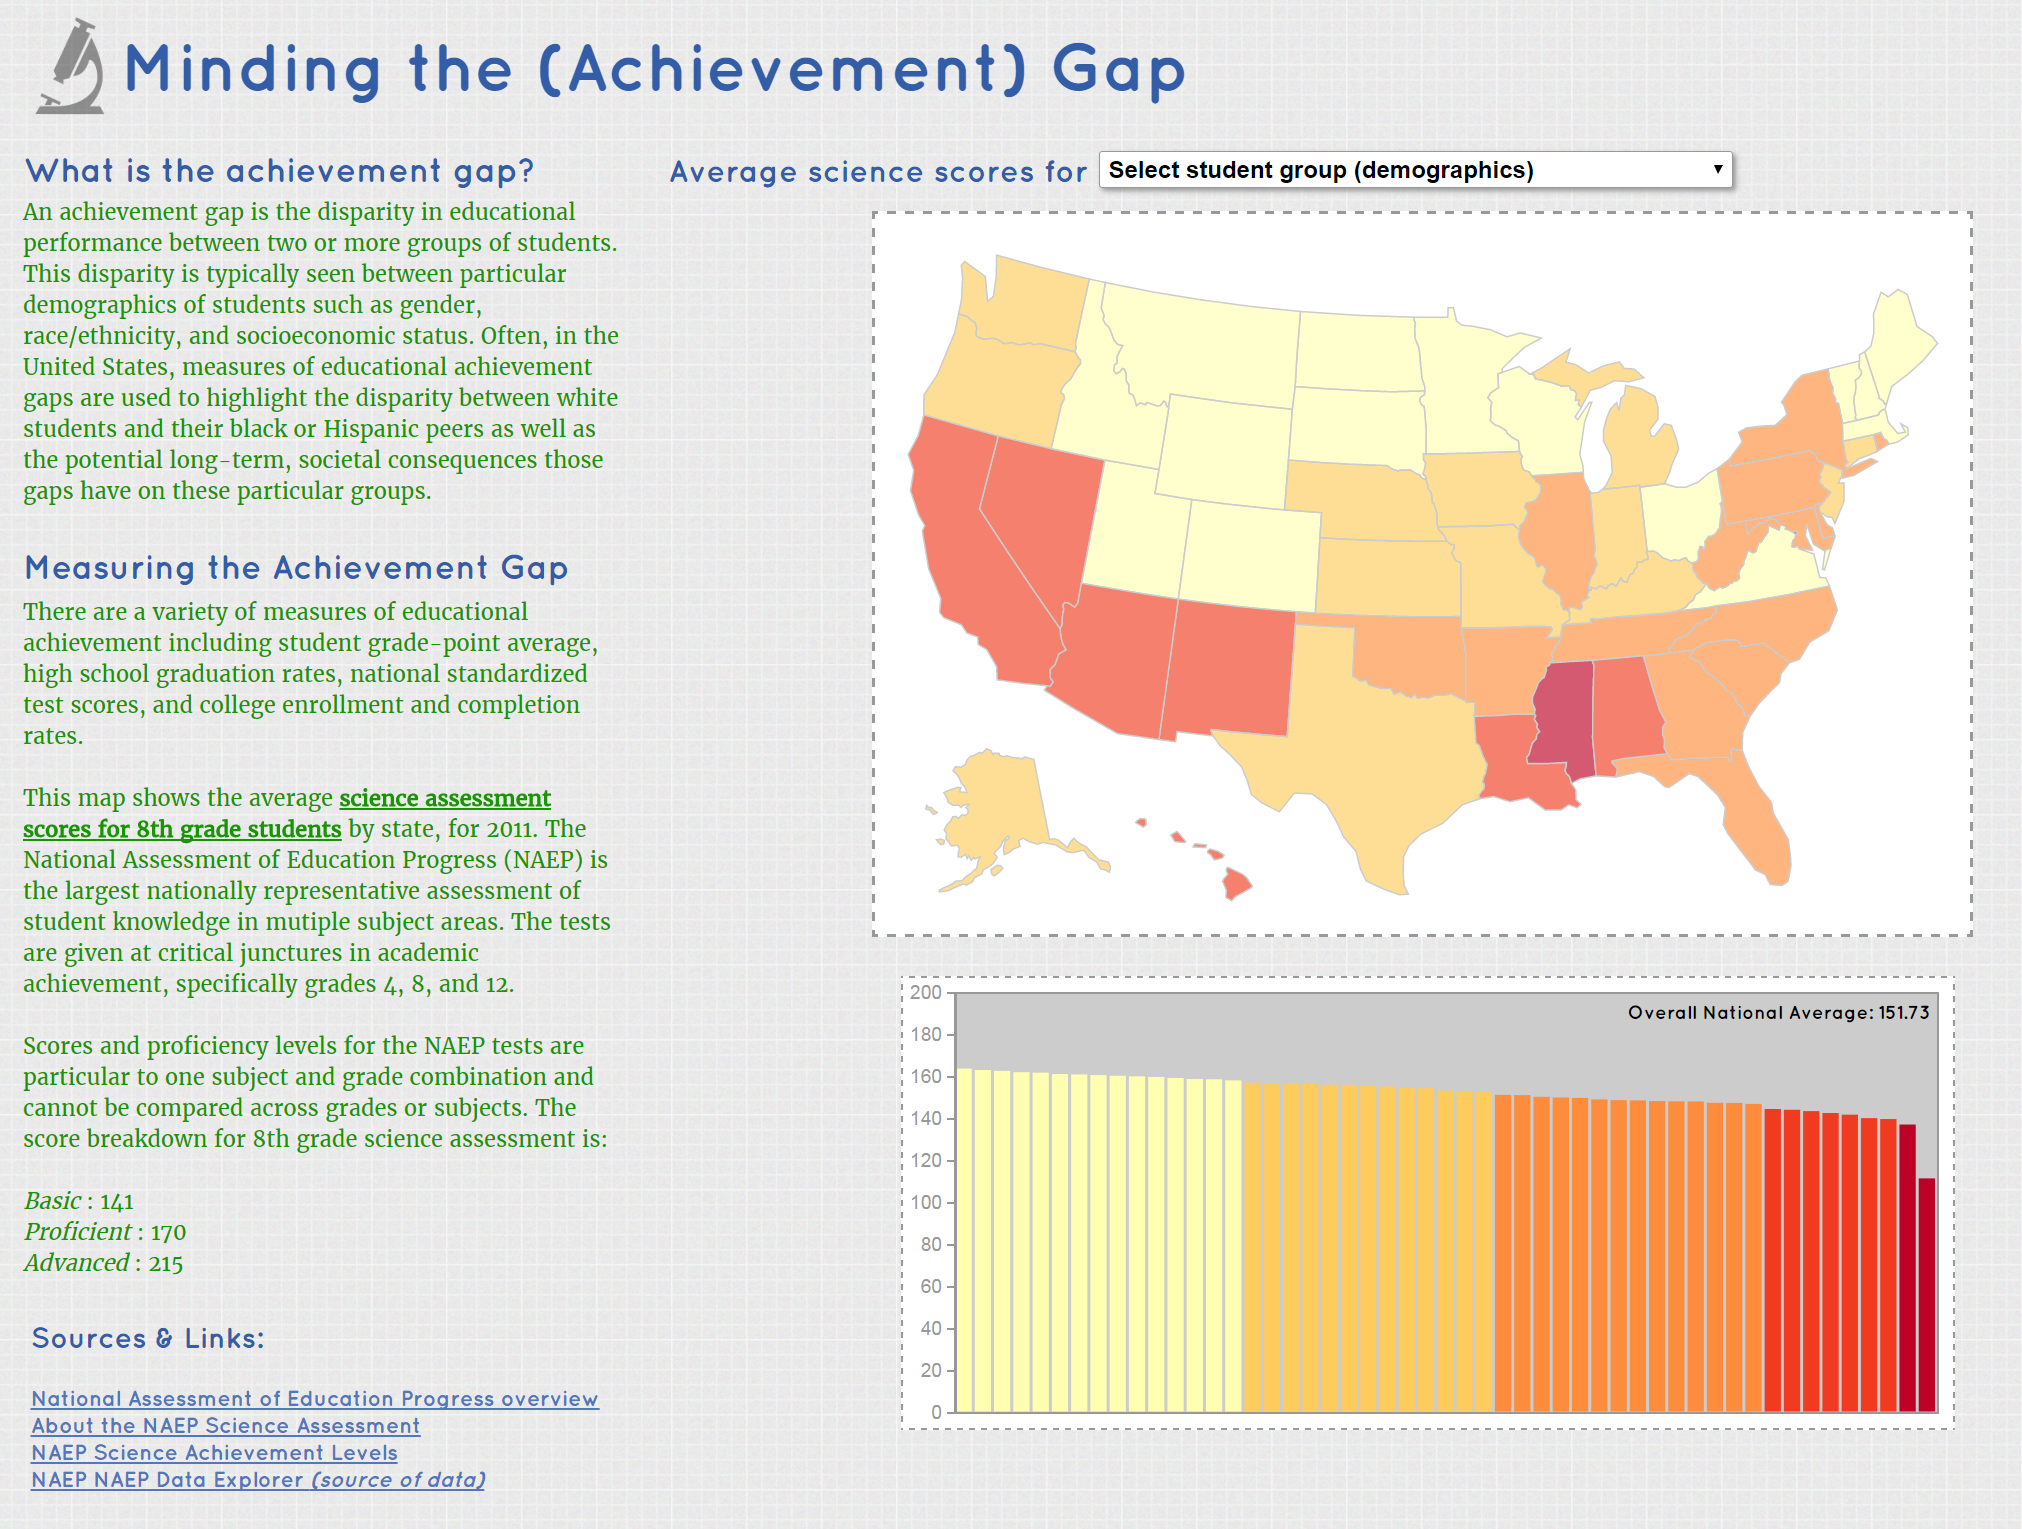 Minding the (Achievement) Gap
What is the achievement gap?
An achievement gap is the disparity in educational
performance between two or more groups of students.
This disparity is typically seen between particular
demographics of students such as gender,
race/ethnicity, and socioeconomic status. Often, in the
United States, measures of educational achievement
gaps are used to highlight the disparity between white
students and their black or Hispanic peers as well as
the potential long-term, societal consequences those
gaps have on these particular groups.
Measuring the Achievement Gap
There are a variety of measures of educational
achievement including student grade-point average,
high school graduation rates, national standardized
test scores, and college enrollment and completion
rates.
This map shows the average science assessment
scores for 8th grade students by state, for 2011. The
National Assessment of Education Progress (NAEP) is
the largest nationally representative assessment of
student knowledge in mutiple subject areas. The tests
are given at critical junctures in academic
achievement, specifically grades 4, 8, and 12.
Scores and proficiency levels for the NAEP tests are
particular to one subject and grade combination and
cannot be compared across grades or subjects. The
score breakdown for 8th grade science assessment is:
Basic : 141
Proficient : 170
Advanced : 215
Sources & Links:
National Assessment of Education Progress overview
About the NAEP Science Assessment
NAEP Science Achievement Levels
NAEP NAEP Data Explorer (source of data)
Average science scores for Select student group (demographics)
Overall National Average: 151.73
200
180
160
140
120
100
80
60
40
20
0